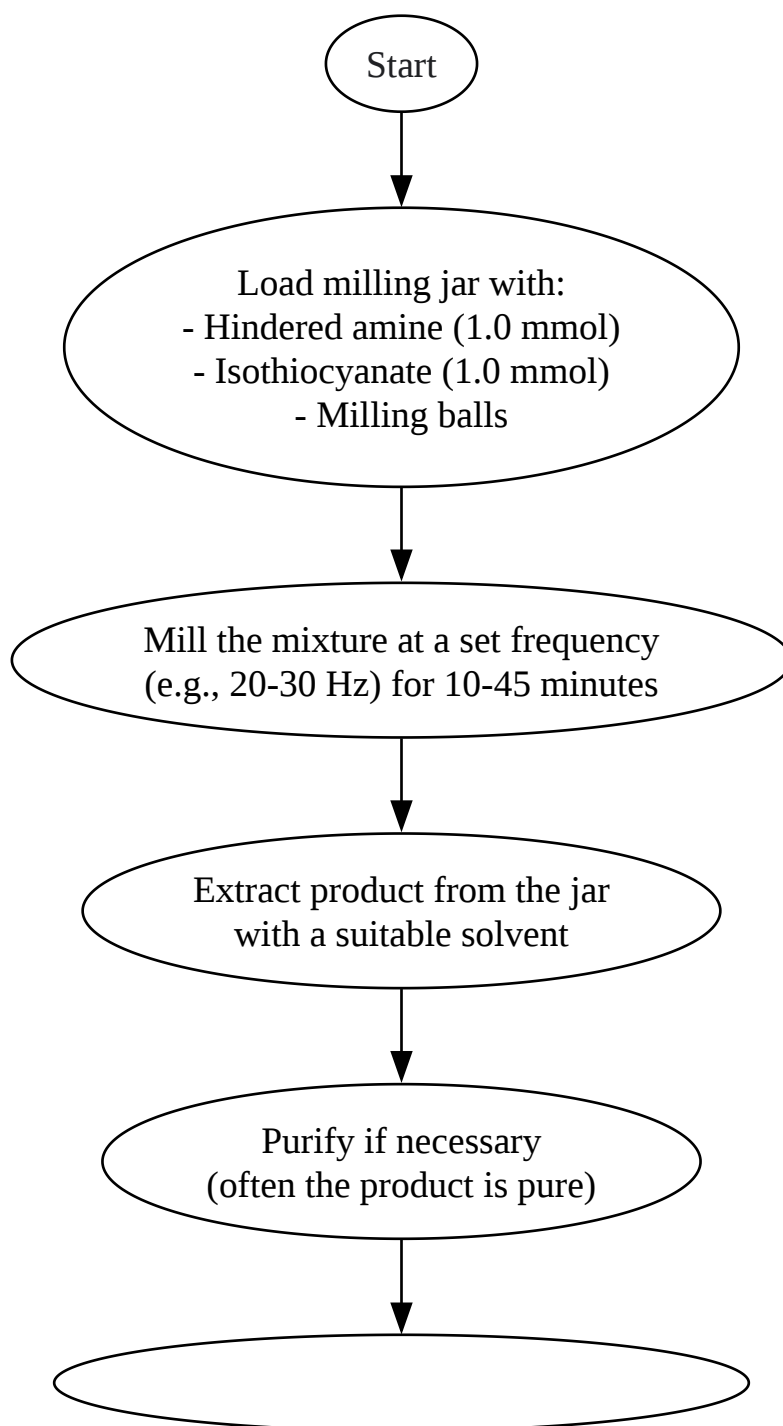 Start
Load milling jar with:
- Hindered amine (1.0 mmol)
- Isothiocyanate (1.0 mmol)
- Milling balls
Mill the mixture at a set frequency
(e.g., 20-30 Hz) for 10-45 minutes
Extract product from the jar
with a suitable solvent
Purify if necessary
(often the product is pure)